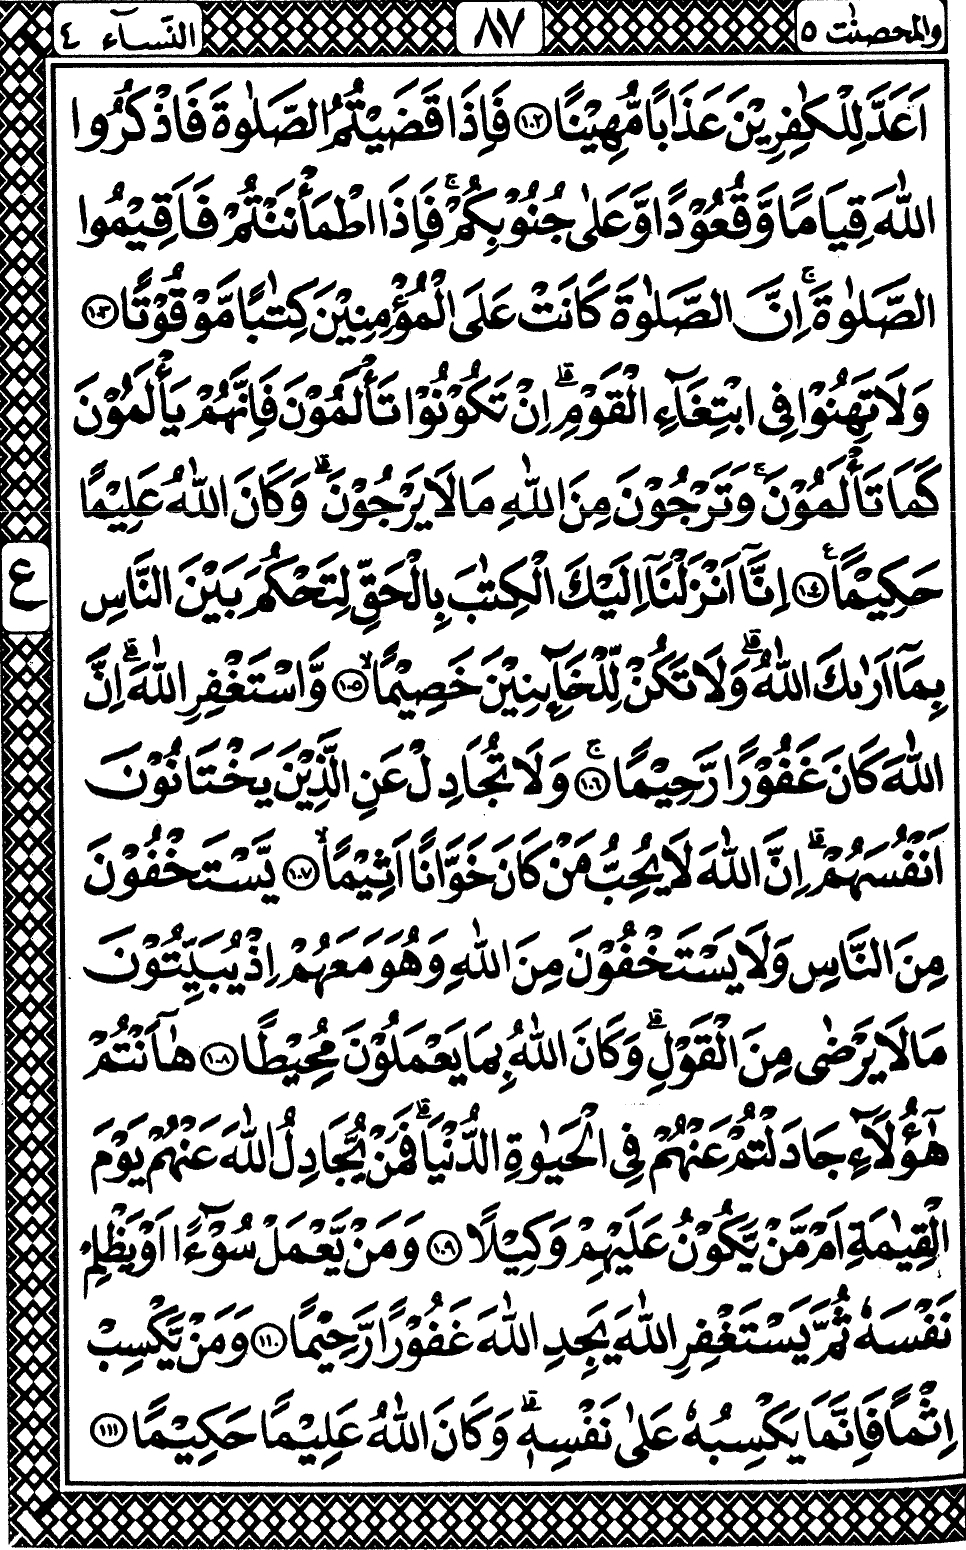 والمحصنت ٥
٨٧
النسآء ٤
اَعَدَّ لِلْكٰفِرِيْنَ عَذَابًا مُّهِيْنًا ۝١٠٢ فَاِذَا قَضَيْتُمُ الصَّلٰوةَ فَاذْكُرُوا
اللّٰهَ قِيَامًا وَّقُعُوْدًا وَّعَلٰى جُنُوْبِكُمْ ۚ فَاِذَا اطْمَاْنَنْتُمْ فَاَقِيْمُوا
الصَّلٰوةَ ۚ اِنَّ الصَّلٰوةَ كَانَتْ عَلَى الْمُؤْمِنِيْنَ كِتٰبًا مَّوْقُوْتًا ۝١٠٣
وَلَا تَهِنُوْا فِى ابْتِغَآءِ الْقَوْمِ ۗ اِنْ تَكُوْنُوْا تَاْلَمُوْنَ فَاِنَّهُمْ يَاْلَمُوْنَ
كَمَا تَاْلَمُوْنَ ۚ وَتَرْجُوْنَ مِنَ اللّٰهِ مَا لَا يَرْجُوْنَ ۗ وَكَانَ اللّٰهُ عَلِيْمًا
حَكِيْمًا ۝١٠٤ اِنَّآ اَنْزَلْنَآ اِلَيْكَ الْكِتٰبَ بِالْحَقِّ لِتَحْكُمَ بَيْنَ النَّاسِ
ع
بِمَآ اَرٰىكَ اللّٰهُ ۗ وَلَا تَكُنْ لِّلْخَآىِٕنِيْنَ خَصِيْمًا ۙ۝١٠٥ وَّاسْتَغْفِرِ اللّٰهَ ۗ اِنَّ
اللّٰهَ كَانَ غَفُوْرًا رَّحِيْمًا ۚ۝١٠٦ وَلَا تُجَادِلْ عَنِ الَّذِيْنَ يَخْتَانُوْنَ
اَنْفُسَهُمْ ۗ اِنَّ اللّٰهَ لَا يُحِبُّ مَنْ كَانَ خَوَّانًا اَثِيْمًا ۙ۝١٠٧ يَّسْتَخْفُوْنَ
مِنَ النَّاسِ وَلَا يَسْتَخْفُوْنَ مِنَ اللّٰهِ وَهُوَ مَعَهُمْ اِذْ يُبَيِّتُوْنَ
مَا لَا يَرْضٰى مِنَ الْقَوْلِ ۗ وَكَانَ اللّٰهُ بِمَا يَعْمَلُوْنَ مُحِيْطًا ۝١٠٨ هٰٓاَنْتُمْ
هٰٓؤُلَآءِ جَادَلْتُمْ عَنْهُمْ فِى الْحَيٰوةِ الدُّنْيَا ۗ فَمَنْ يُّجَادِلُ اللّٰهَ عَنْهُمْ يَوْمَ
الْقِيٰمَةِ اَمْ مَّنْ يَّكُوْنُ عَلَيْهِمْ وَكِيْلًا ۝١٠٩ وَمَنْ يَّعْمَلْ سُوْٓءًا اَوْ يَظْلِمْ
نَفْسَهٗ ثُمَّ يَسْتَغْفِرِ اللّٰهَ يَجِدِ اللّٰهَ غَفُوْرًا رَّحِيْمًا ۝١١٠ وَمَنْ يَّكْسِبْ
اِثْمًا فَاِنَّمَا يَكْسِبُهٗ عَلٰى نَفْسِهٖ ۗ وَكَانَ اللّٰهُ عَلِيْمًا حَكِيْمًا ۝١١١